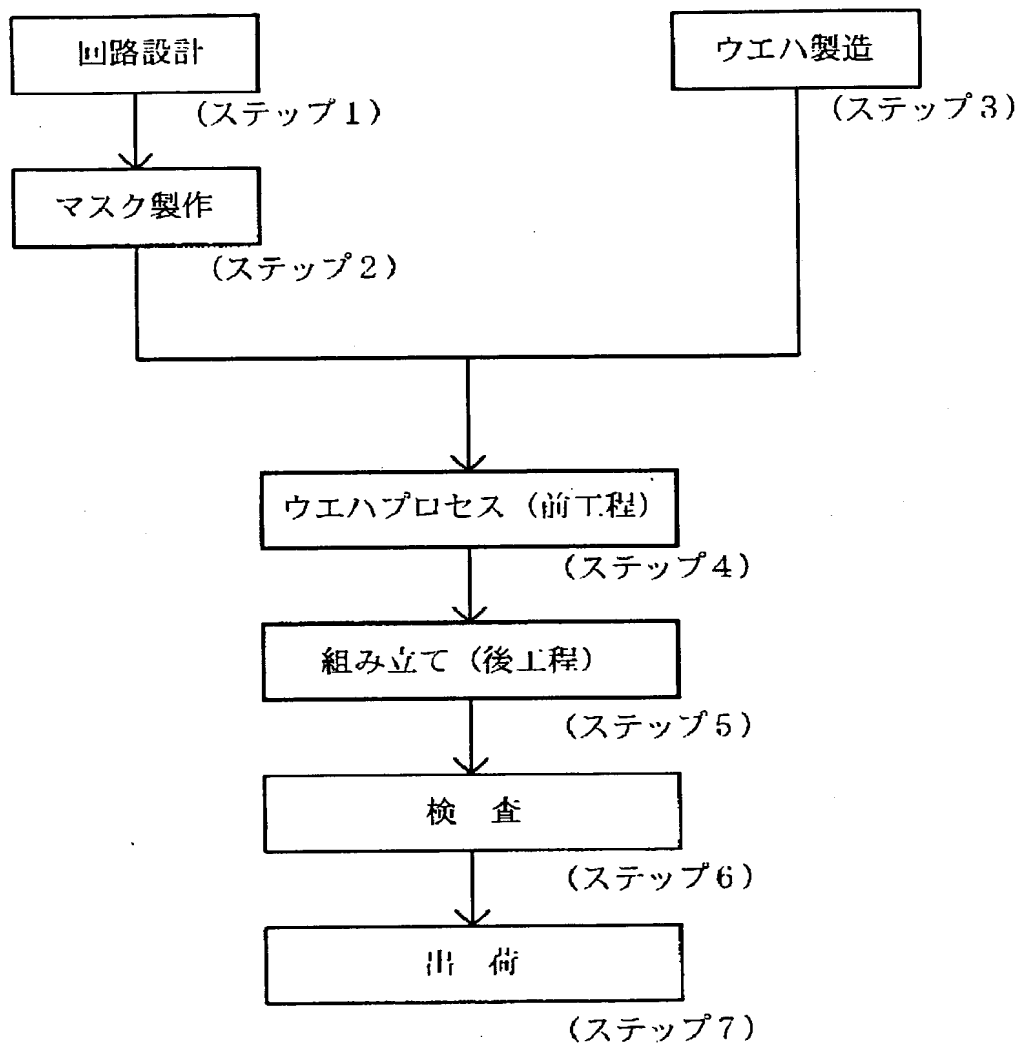 回路設計
(ステップ1)
マスク製作
(ステップ2)
ウエハ製造
(ステップ3)
ウエハプロセス (前工程)
(ステップ4)
組み立て (後工程)
(ステップ5)
検 査
(ステップ6)
出 荷
(ステップ7)